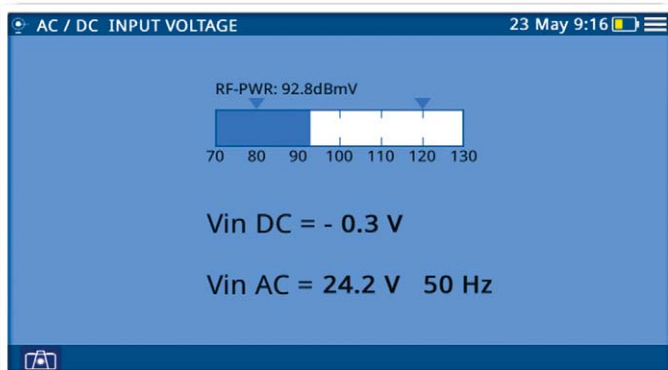 AC / DC INPUT VOLTAGE 23 May 9:16
RF-PWR: 92.8dBmV
70 80 90 100 110 120 130
Vin DC = - 0.3 V
Vin AC = 24.2 V 50 Hz